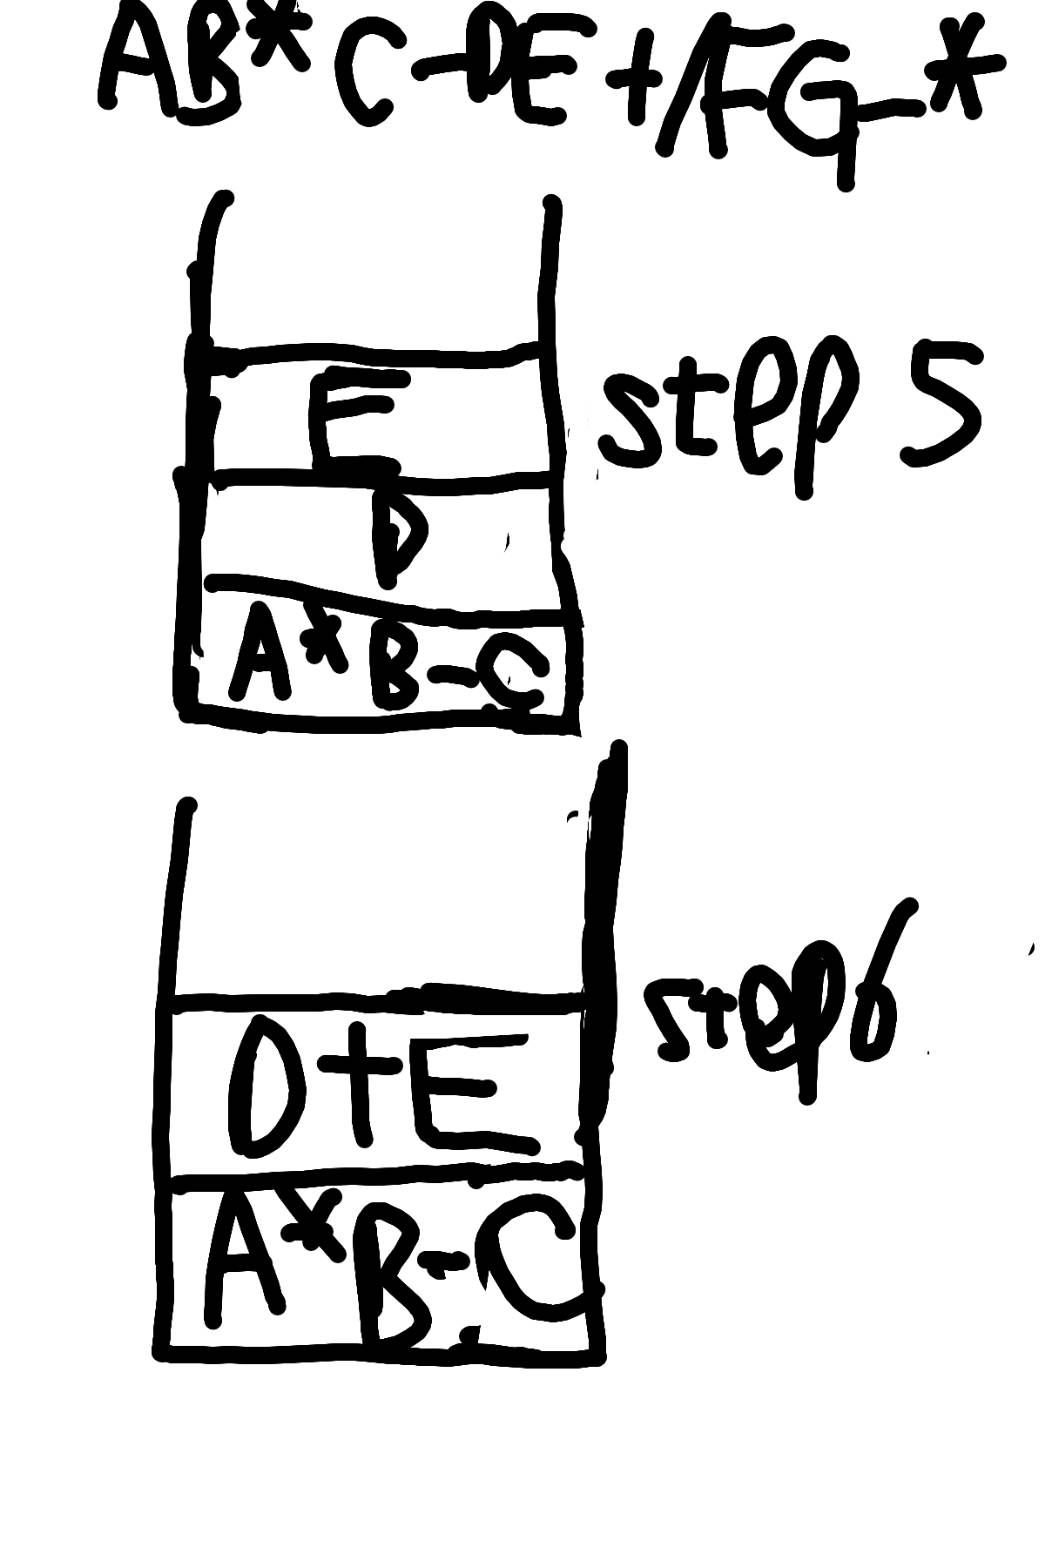 AB*C-DE+/FG-*
E
step 5
D
A*B-C
step6
D+E
A*B-C